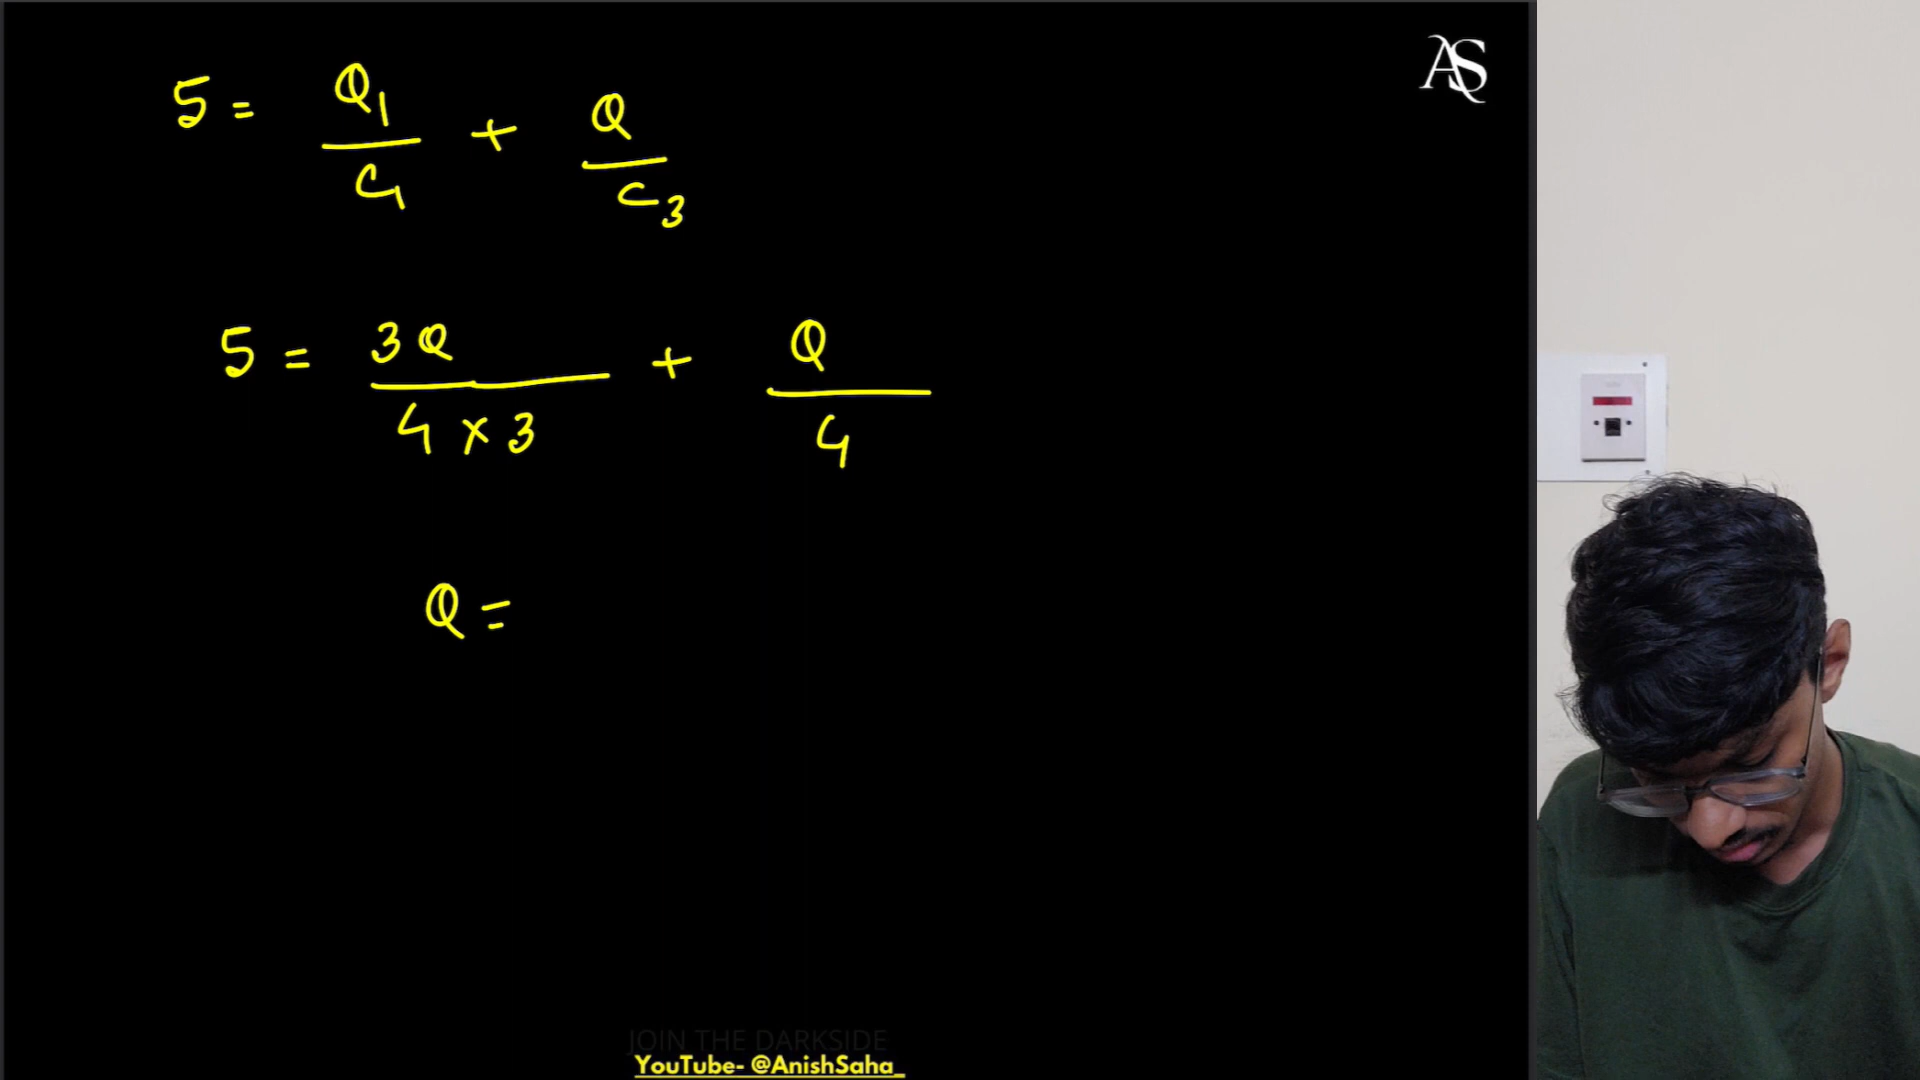 AS
5 = Q₁/C₁ + Q/C₃
5 = 3Q/4 × 3 + Q/4
Q =
JOIN THE DARKSIDE
YouTube- @AnishSaha_